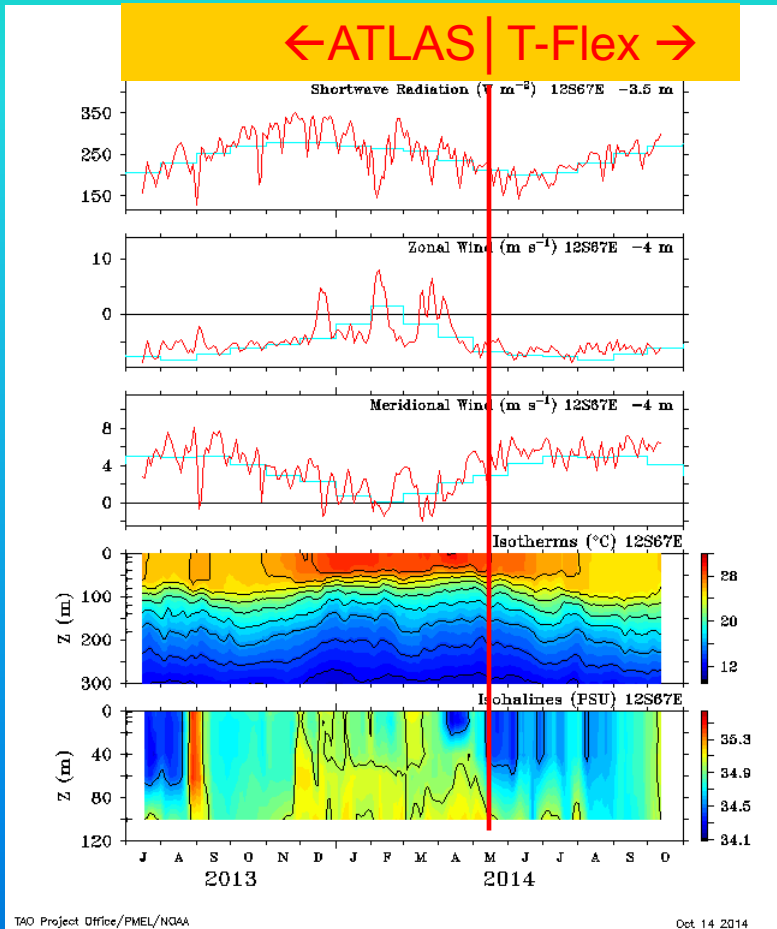 ←ATLAS| T-Flex →
Shortwave Radiation (W m⁻²) 12S67E −3.5 m
350
250
150
Zonal Wind (m s⁻¹) 12S67E −4 m
10
0
Meridional Wind (m s⁻¹) 12S67E −4 m
8
4
0
Isotherms (°C) 12S67E
0
100
200
300
Z (m)
28
20
12
Isohalines (PSU) 12S67E
0
40
80
120
Z (m)
35.3
34.9
34.5
34.1
J A S O N D J F M A M J J A S O
2013 2014
TAO Project Office/PMEL/NOAA Oct 14 2014